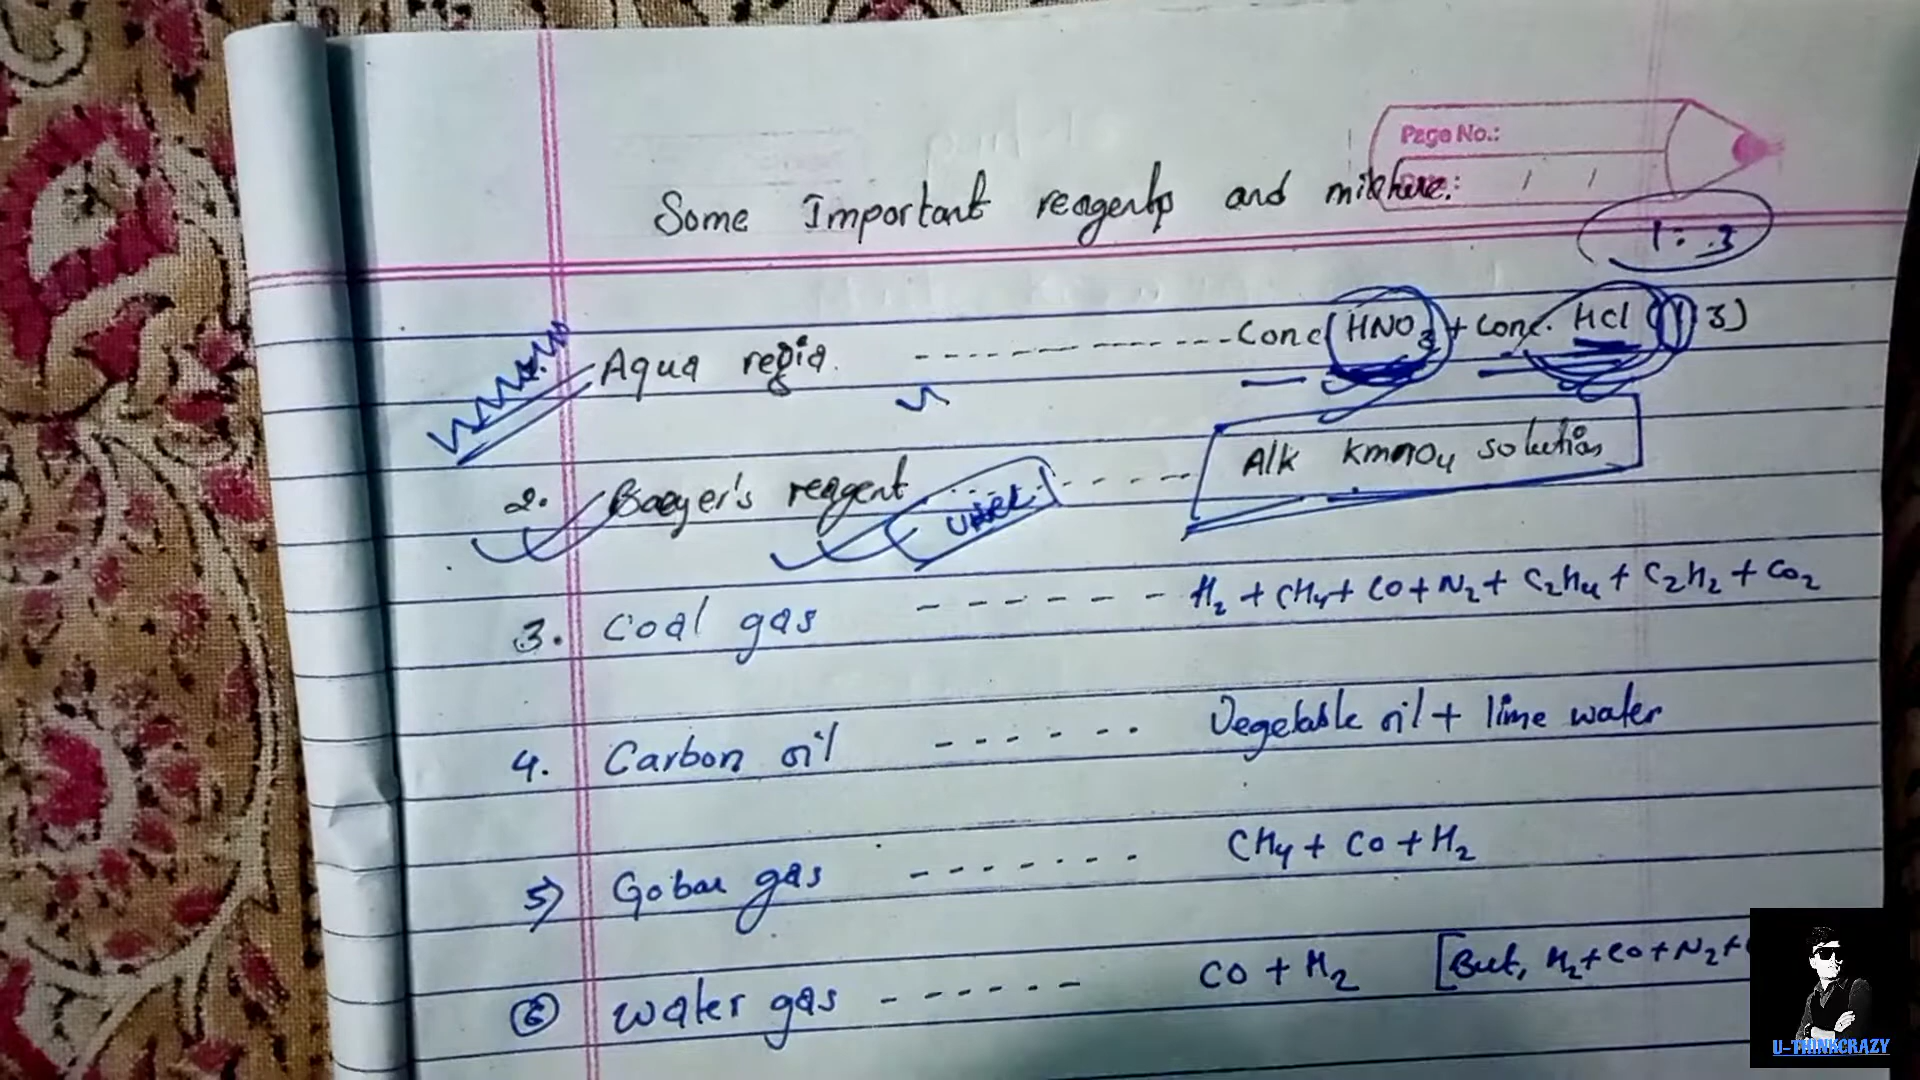 Page No.:
Some Important reagents and mixture.
1:3
1. Aqua regia. ------------ Conc HNO3 + Conc. HCl (1:3)
2. Baeyer's reagent ------ Alk KMnO4 solution
3. Coal gas ------ H2 + CH4 + CO + N2 + C2H4 + C2H2 + CO2
4. Carbon oil ------ Vegetable oil + lime water
5) Gobar gas ------- CH4 + CO + H2
6 Water gas ------ CO + H2 [But, H2+CO+N2+
U-THINKCRAZY